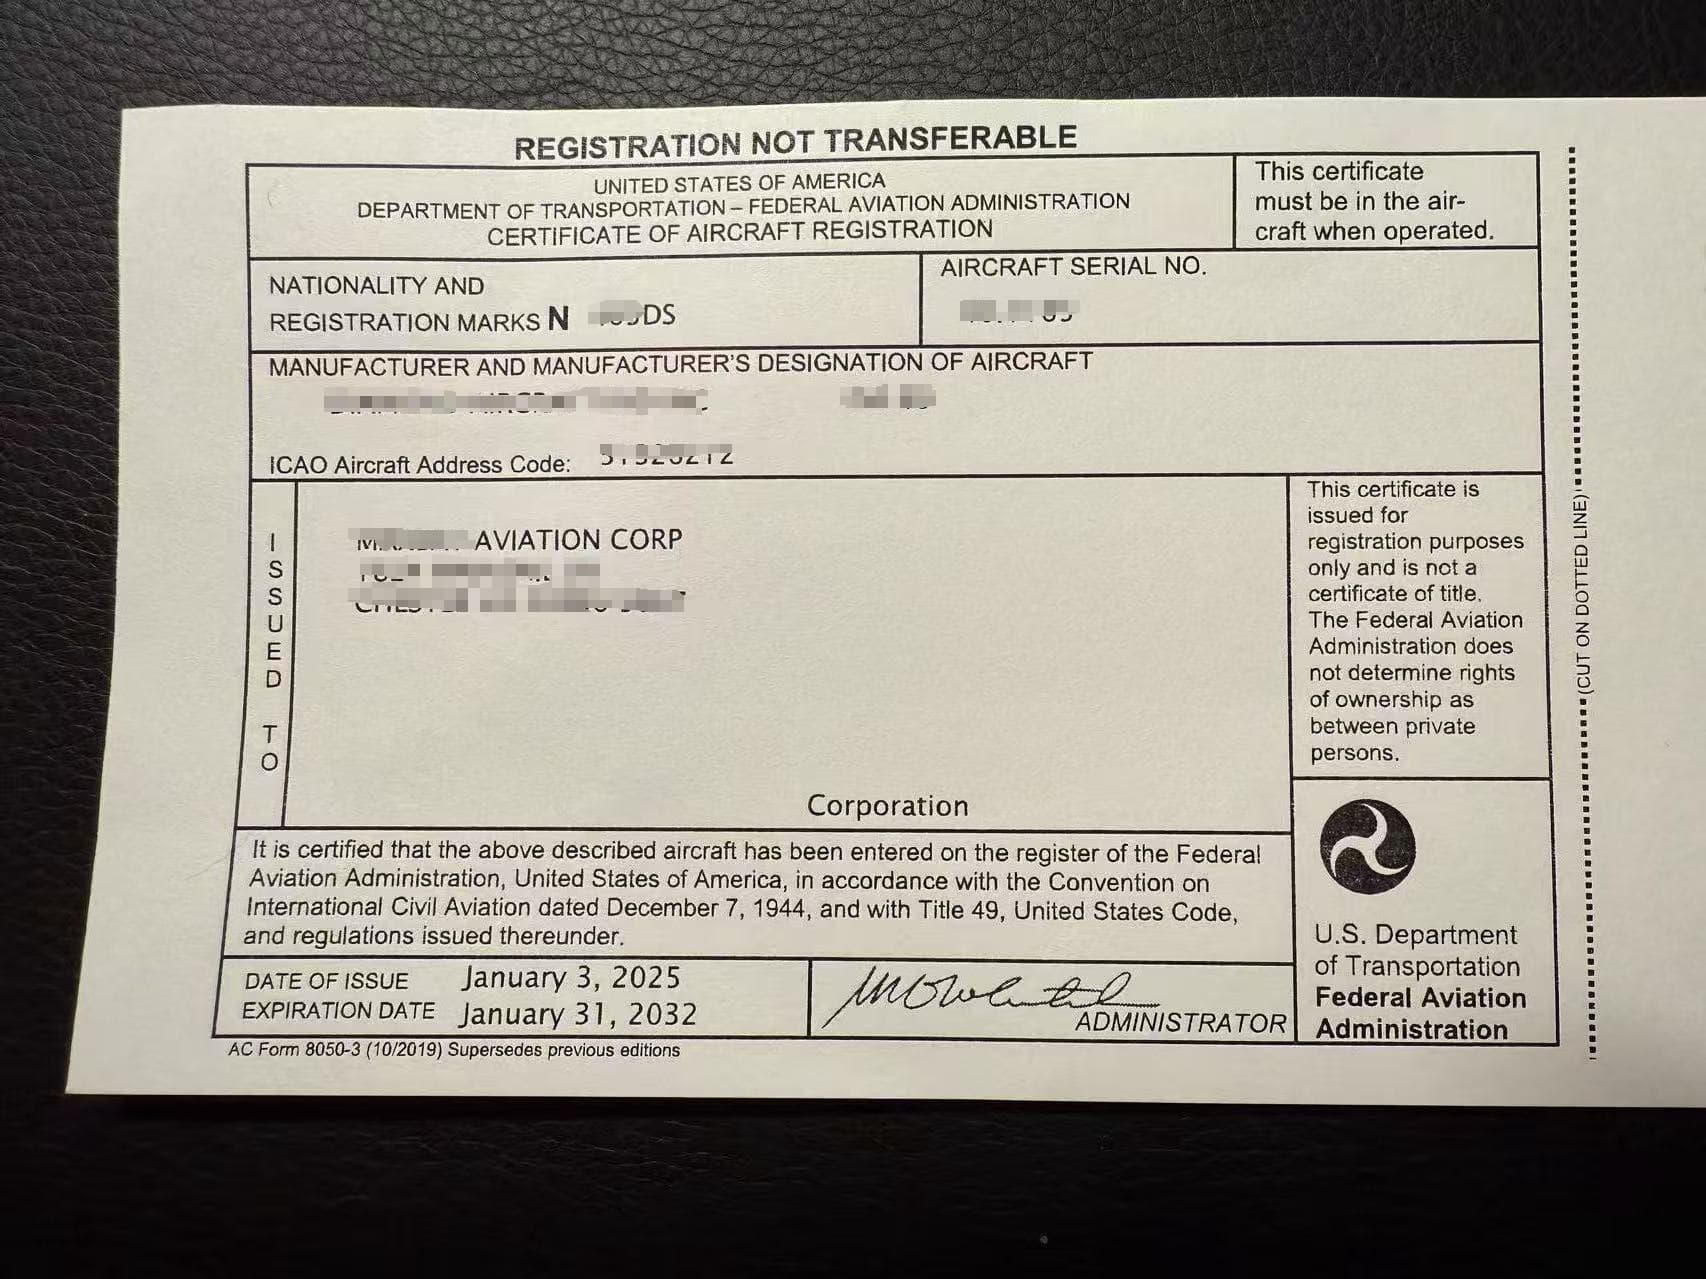 REGISTRATION NOT TRANSFERABLE
UNITED STATES OF AMERICA
DEPARTMENT OF TRANSPORTATION – FEDERAL AVIATION ADMINISTRATION
CERTIFICATE OF AIRCRAFT REGISTRATION
This certificate
must be in the air-
craft when operated.
NATIONALITY AND
REGISTRATION MARKS N DS
AIRCRAFT SERIAL NO.
MANUFACTURER AND MANUFACTURER'S DESIGNATION OF AIRCRAFT
ICAO Aircraft Address Code:
ISSUED TO
AVIATION CORP
Corporation
This certificate is
issued for
registration purposes
only and is not a
certificate of title.
The Federal Aviation
Administration does
not determine rights
of ownership as
between private
persons.
(CUT ON DOTTED LINE)
It is certified that the above described aircraft has been entered on the register of the Federal
Aviation Administration, United States of America, in accordance with the Convention on
International Civil Aviation dated December 7, 1944, and with Title 49, United States Code,
and regulations issued thereunder.
DATE OF ISSUE January 3, 2025
EXPIRATION DATE January 31, 2032
ADMINISTRATOR
U.S. Department
of Transportation
Federal Aviation
Administration
AC Form 8050-3 (10/2019) Supersedes previous editions